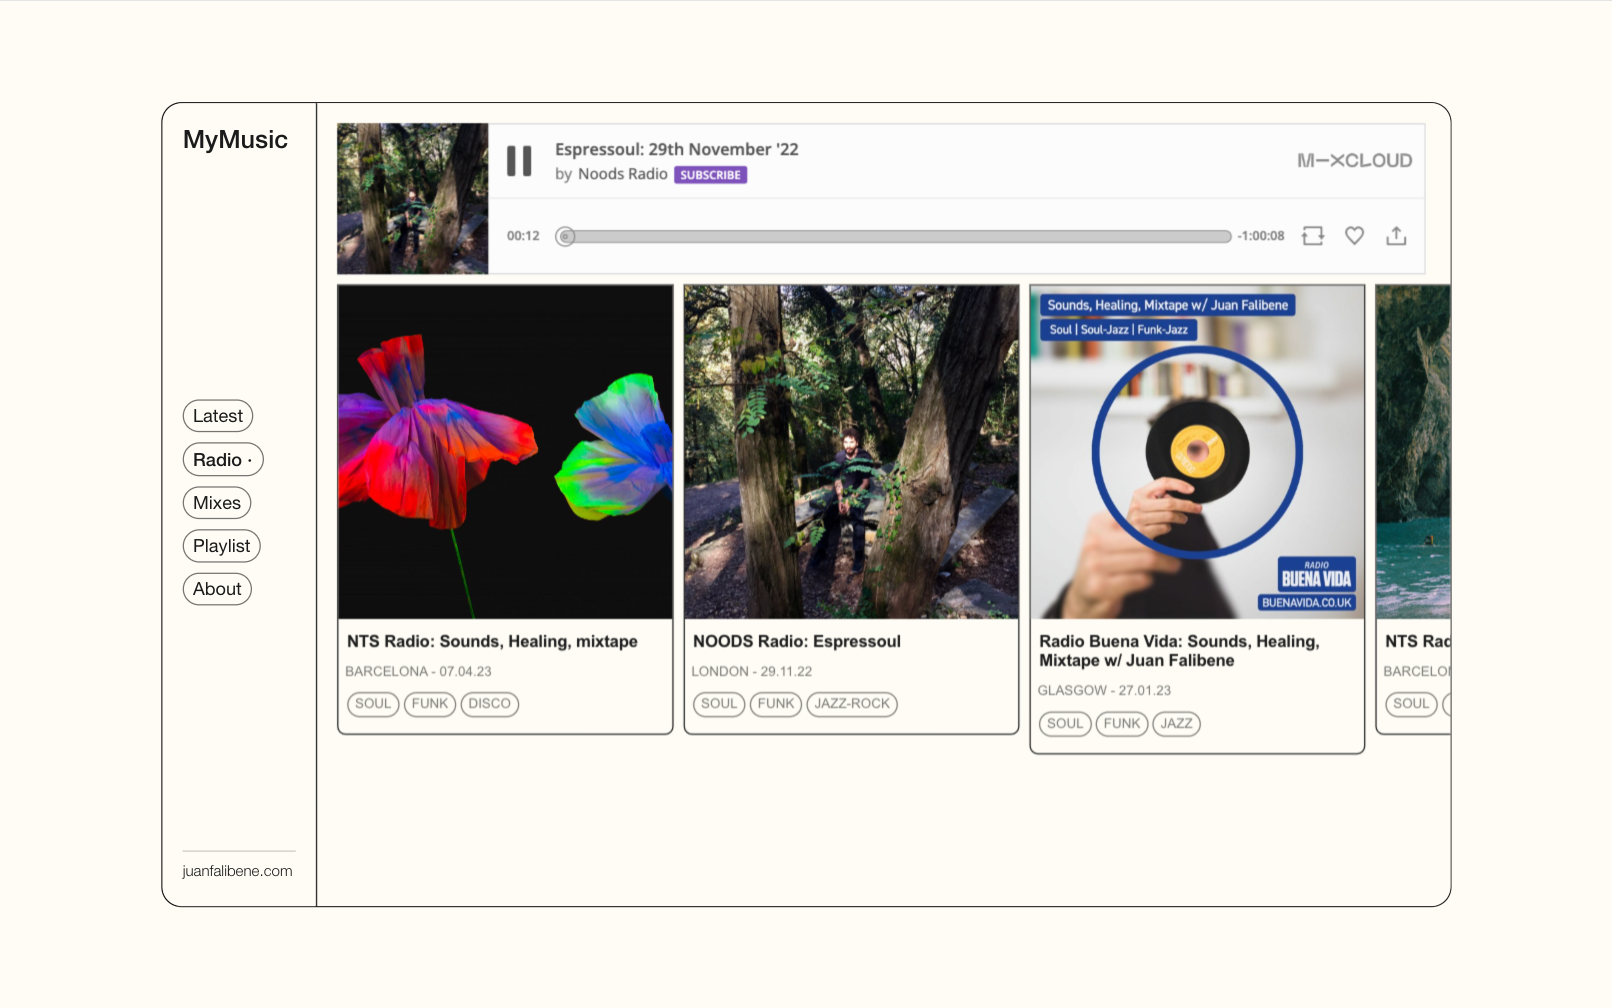 MyMusic
Latest
Radio ·
Mixes
Playlist
About
juanfalibene.com
Espressoul: 29th November '22
by Noods Radio SUBSCRIBE
M-XCLOUD
00:12
-1:00:08
NTS Radio: Sounds, Healing, mixtape
BARCELONA - 07.04.23
SOUL FUNK DISCO
NOODS Radio: Espressoul
LONDON - 29.11.22
SOUL FUNK JAZZ-ROCK
Sounds, Healing, Mixtape w/ Juan Falibene
Soul | Soul-Jazz | Funk-Jazz
RADIO
BUENA VIDA
BUENAVIDA.CO.UK
Radio Buena Vida: Sounds, Healing,
Mixtape w/ Juan Falibene
GLASGOW - 27.01.23
SOUL FUNK JAZZ
NTS Rad
BARCELO
SOUL